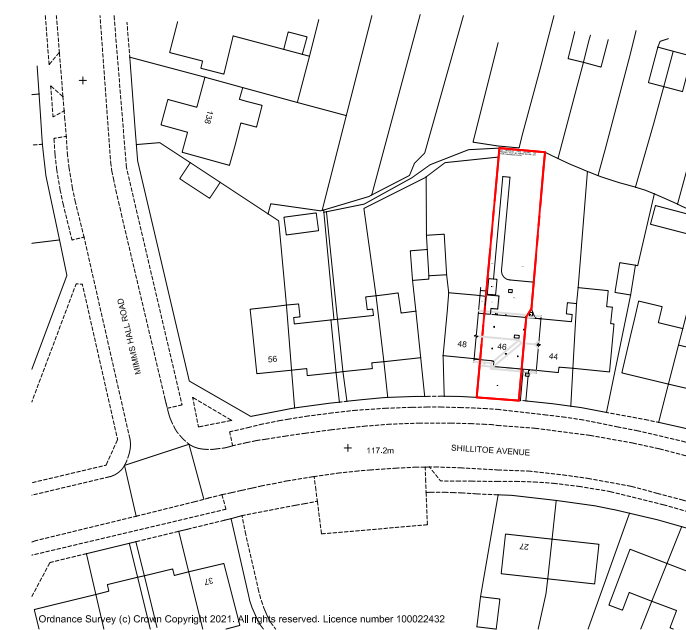 138
MIMMS HALL ROAD
56
48
46
44
117.2m
SHILLITOE AVENUE
27
37
Ordnance Survey (c) Crown Copyright 2021. All rights reserved. Licence number 100022432